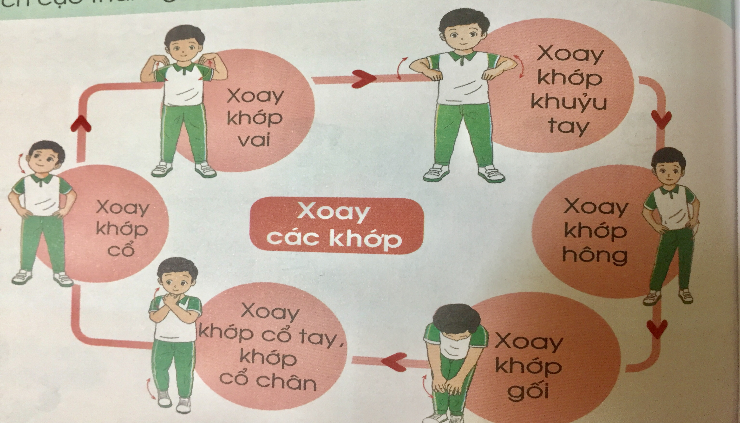 Xoay
khớp
vai
Xoay
khớp
khuỷu
tay
Xoay
khớp
cổ
Xoay
các khớp
Xoay
khớp
hông
Xoay
khớp cổ tay,
khớp
cổ chân
Xoay
khớp
gối